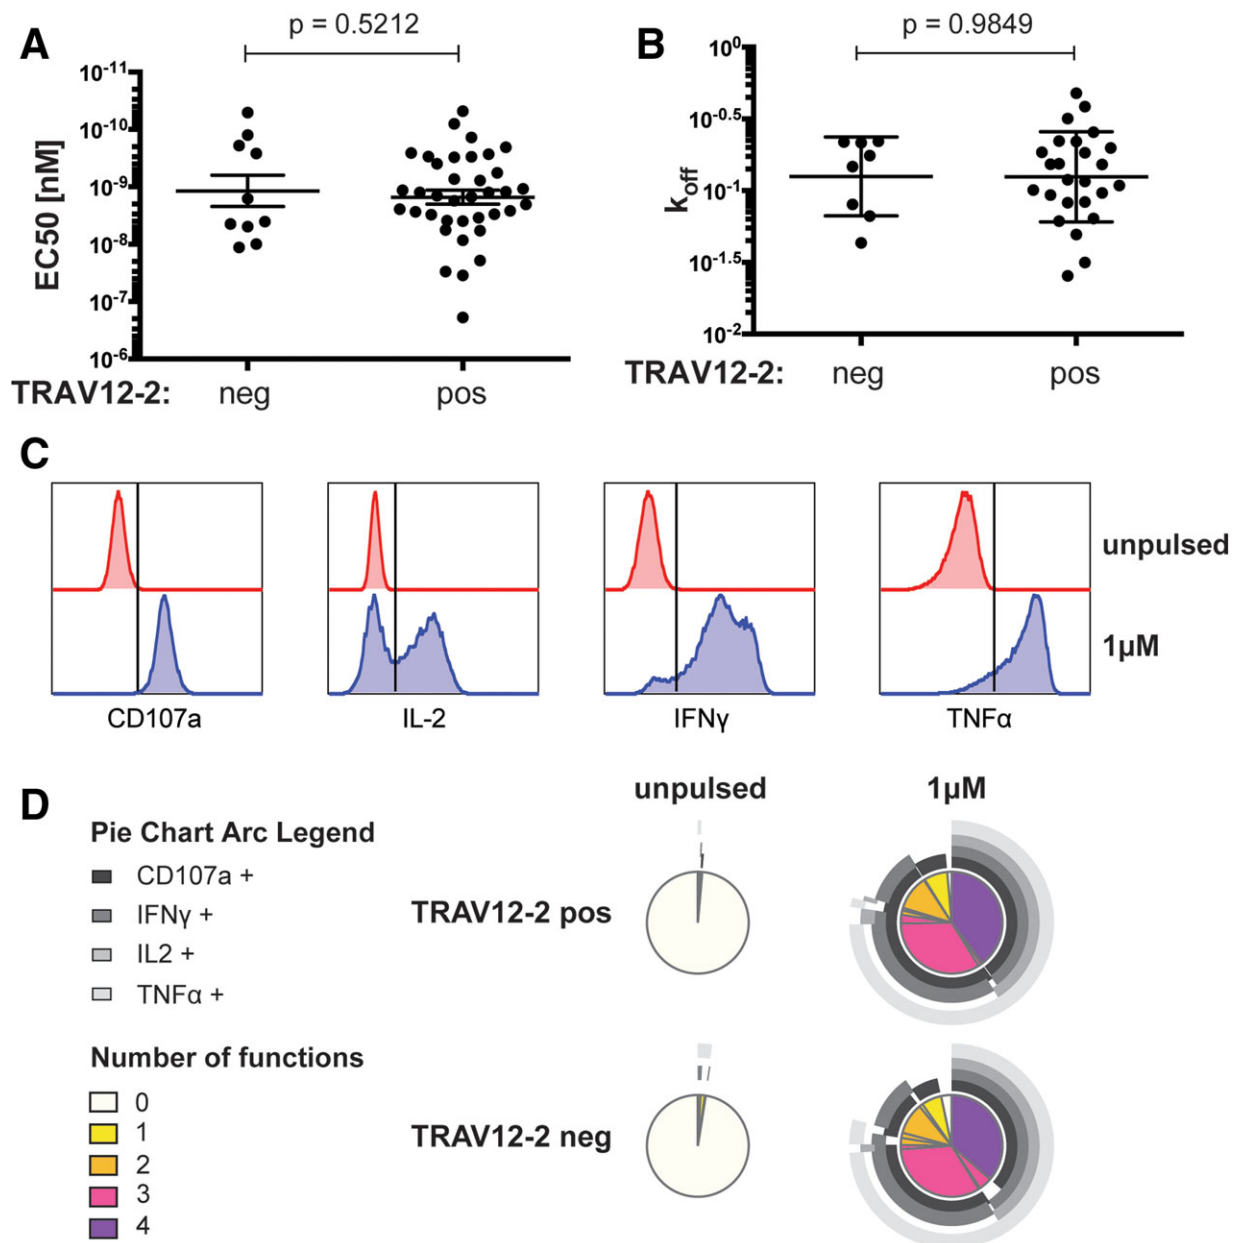 A
p = 0.5212
EC50 [nM]
10-11
10-10
10-9
10-8
10-7
10-6
TRAV12-2: neg pos
B
p = 0.9849
koff
100
10-0.5
10-1
10-1.5
10-2
TRAV12-2: neg pos
C
unpulsed
1µM
CD107a IL-2 IFNγ TNFα
D
unpulsed 1µM
Pie Chart Arc Legend
CD107a +
IFNγ +
IL2 +
TNFα +
TRAV12-2 pos
Number of functions
0
1
2
3
4
TRAV12-2 neg